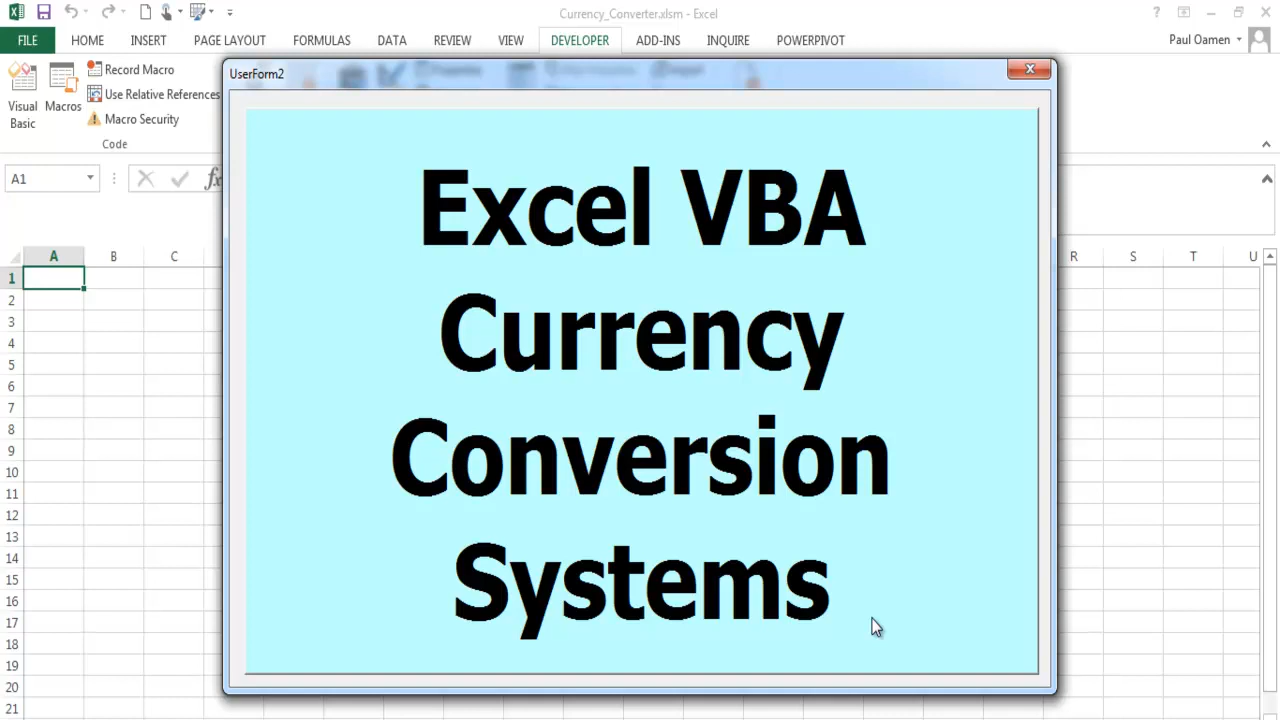 Currency_Converter.xlsm - Excel
FILE HOME INSERT PAGE LAYOUT FORMULAS DATA REVIEW VIEW DEVELOPER ADD-INS INQUIRE POWERPIVOT Paul Oamen
Visual Basic
Macros
Record Macro
Use Relative References
Macro Security
Code
UserForm2
A1
fx
A B C R S T U
1
2
3
4
5
6
7
8
9
10
11
12
13
14
15
16
17
18
19
20
21
Excel VBA
Currency
Conversion
Systems